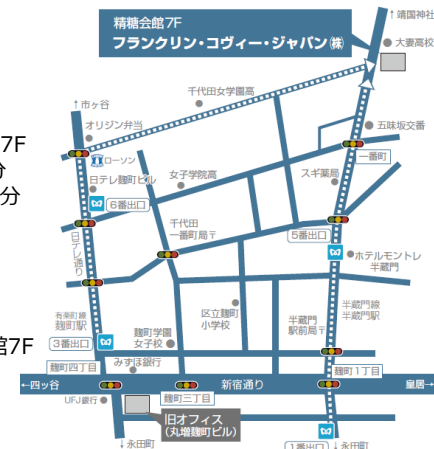 精糖会館7F
フランクリン・コヴィー・ジャパン㈱
↑靖国神社
大妻高校
千代田女学園高
↑市ヶ谷
オリジン弁当
五味坂交番
7F
ローソン
一番町
分
女子学院高
スギ薬局
日テレ麹町ビル
分
6番出口
千代田
一番町局〒
5番出口
日テレ通り
ホテルモントレ
半蔵門
有楽町線
麹町駅
区立麹町
小学校
半蔵門線
半蔵門駅
半蔵門
駅前局〒
麹町学園
女子校
館7F
3番出口
みずほ銀行
麹町四丁目
麹町1丁目
←四ツ谷
新宿通り
皇居→
UFJ銀行
麹町三丁目
旧オフィス
(丸増麹町ビル)
↓永田町
1番出口
↓永田町